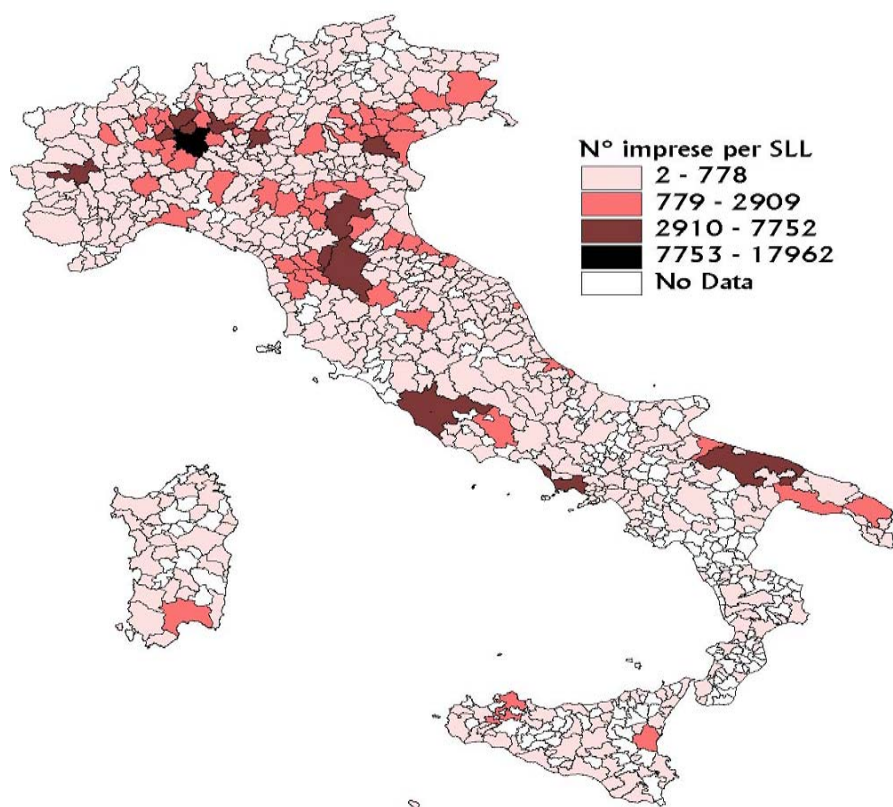 N° imprese per SLL
2 - 778
779 - 2909
2910 - 7752
7753 - 17962
No Data